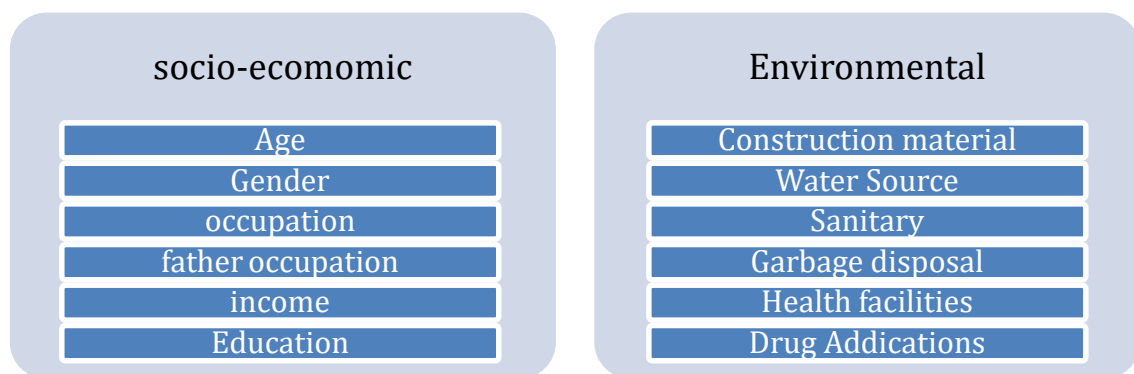 socio-ecomomic
Age
Gender
occupation
father occupation
income
Education
Environmental
Construction material
Water Source
Sanitary
Garbage disposal
Health facilities
Drug Addications